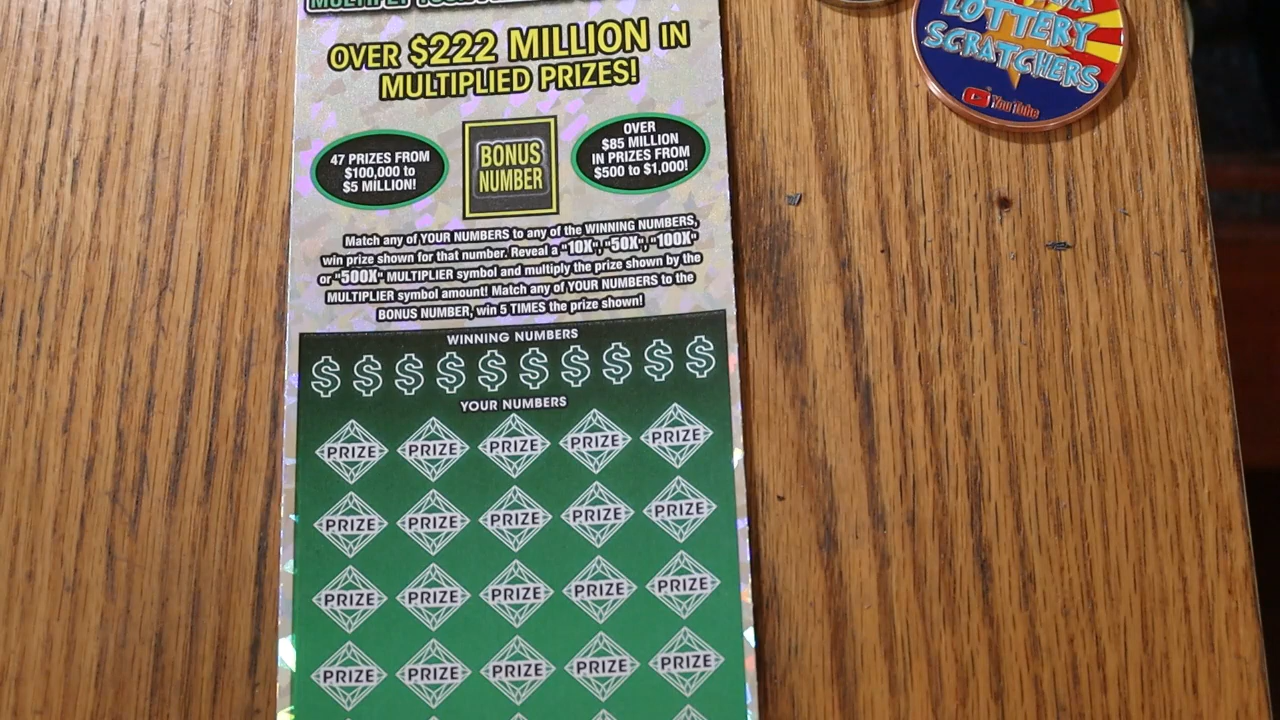 OVER $222 MILLION IN
MULTIPLIED PRIZES!
47 PRIZES FROM
$100,000 to
$5 MILLION!
BONUS
NUMBER
OVER
$85 MILLION
IN PRIZES FROM
$500 to $1,000!
Match any of YOUR NUMBERS to any of the WINNING NUMBERS,
win prize shown for that number. Reveal a "10X", "50X", "100X"
or "500X" MULTIPLIER symbol and multiply the prize shown by the
MULTIPLIER symbol amount! Match any of YOUR NUMBERS to the
BONUS NUMBER, win 5 TIMES the prize shown!
WINNING NUMBERS
$ $ $ $ $ $ $ $ $ $
YOUR NUMBERS
PRIZE PRIZE PRIZE PRIZE PRIZE
PRIZE PRIZE PRIZE PRIZE PRIZE
PRIZE PRIZE PRIZE PRIZE PRIZE
PRIZE PRIZE PRIZE PRIZE PRIZE
LOTTERY
SCRATCHERS
YouTube